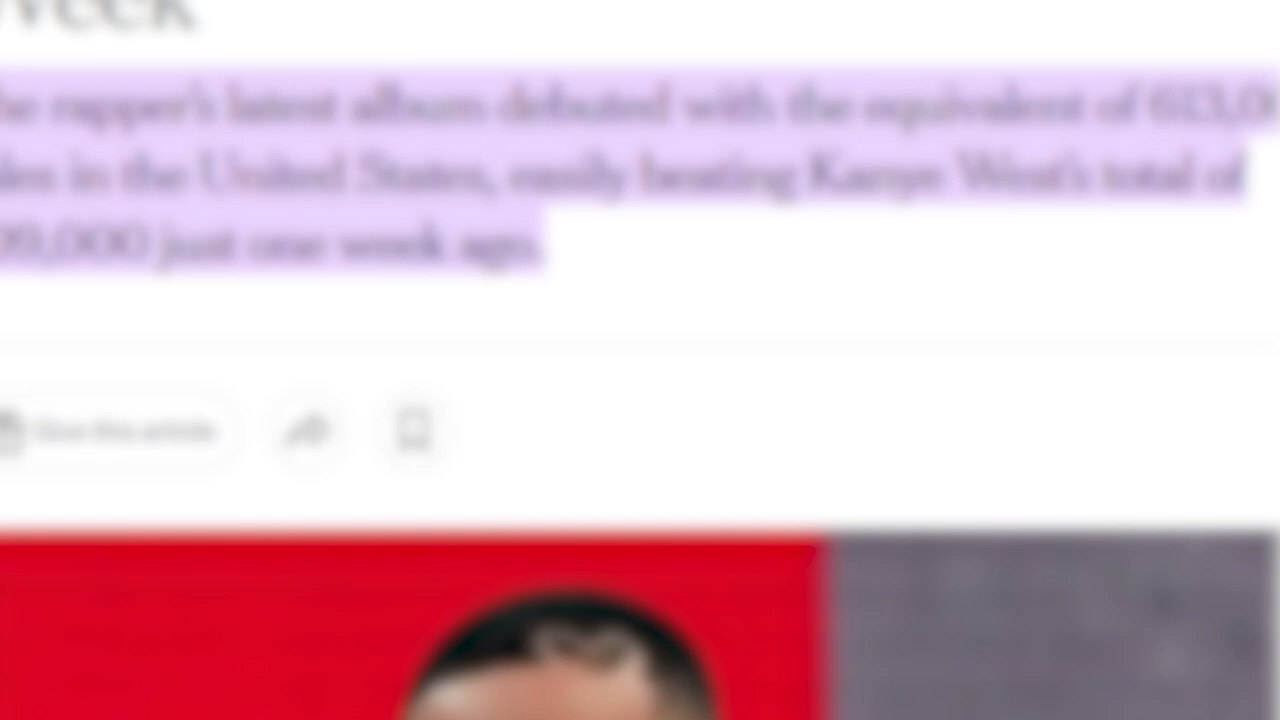 Week
he rapper's latest album debuted with the equivalent of 613,0
les in the United States, easily beating Kanye West's total of
09,000 just one week ago.
Give this article